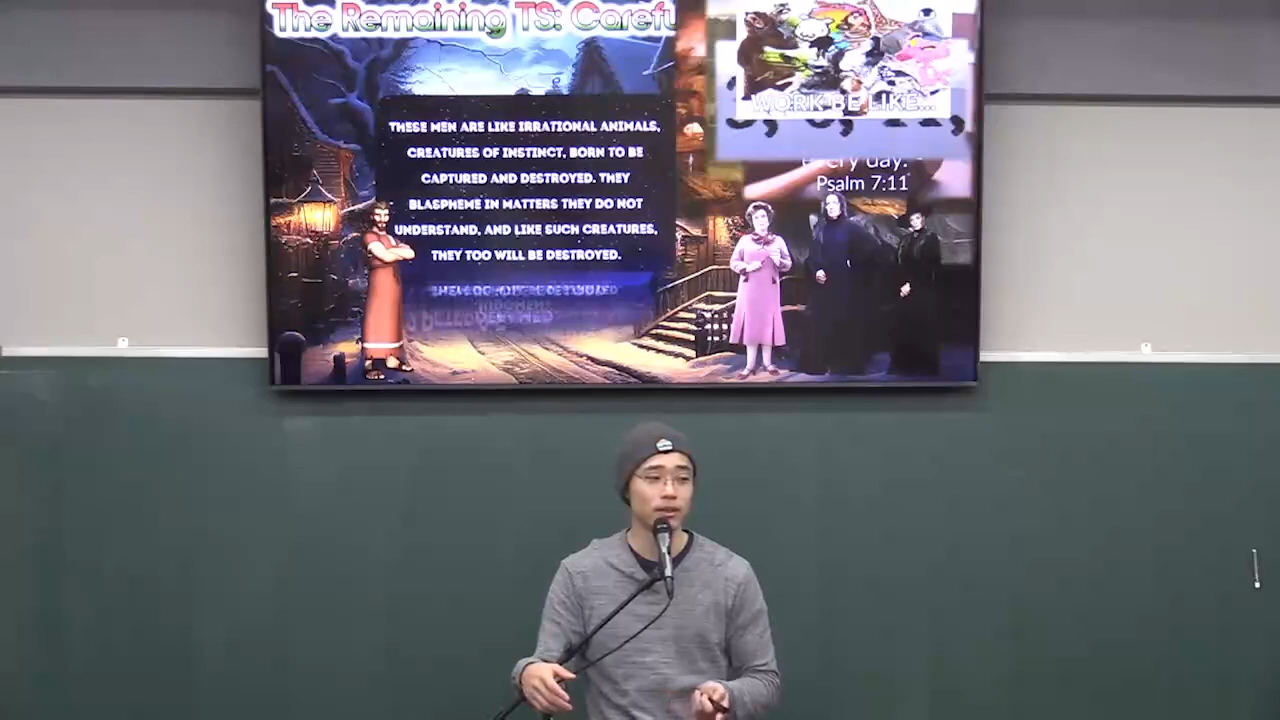 The Remaining TS: Carefu
THESE MEN ARE LIKE IRRATIONAL ANIMALS,
CREATURES OF INSTINCT, BORN TO BE
CAPTURED AND DESTROYED. THEY
BLASPHEME IN MATTERS THEY DO NOT
UNDERSTAND, AND LIKE SUCH CREATURES,
THEY TOO WILL BE DESTROYED.
WORK BE LIKE...
every day.
Psalm 7:11